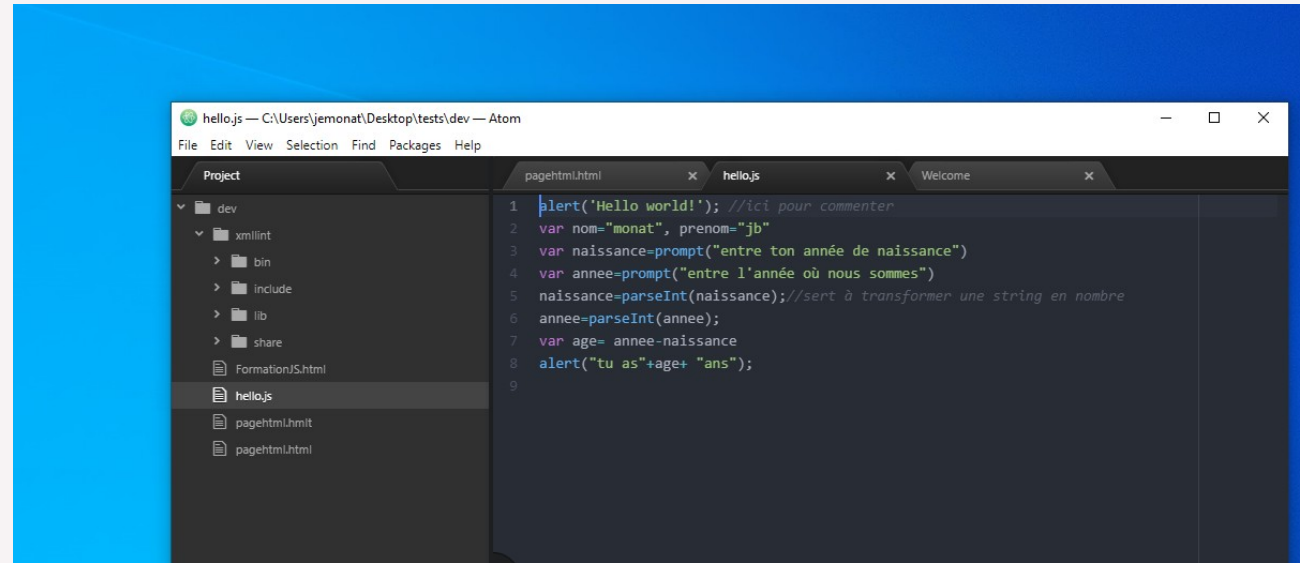 hello.js — C:\Users\jemonat\Desktop\tests\dev — Atom
File Edit View Selection Find Packages Help
Project
dev
xmllint
bin
include
lib
share
FormationJS.html
hello.js
pagehtml.hmlt
pagehtml.html
pagehtml.html hello.js Welcome
1 alert('Hello world!'); //ici pour commenter
2 var nom="monat", prenom="jb"
3 var naissance=prompt("entre ton année de naissance")
4 var annee=prompt("entre l'année où nous sommes")
5 naissance=parseInt(naissance);//sert à transformer une string en nombre
6 annee=parseInt(annee);
7 var age= annee-naissance
8 alert("tu as"+age+ "ans");
9